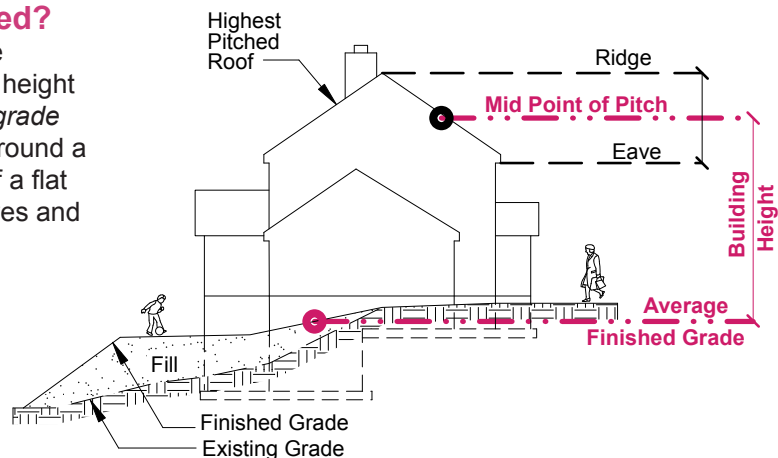 ed?
e
height
grade
round a
f a flat
es and
Highest
Pitched
Roof
Ridge
Mid Point of Pitch
Eave
Building
Height
Average
Finished Grade
Fill
Finished Grade
Existing Grade